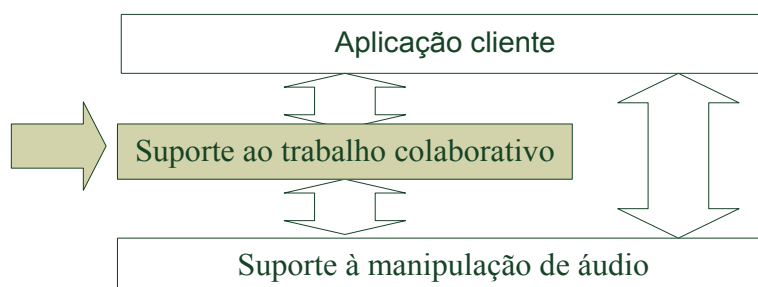 Aplicação cliente
Suporte ao trabalho colaborativo
Suporte à manipulação de áudio